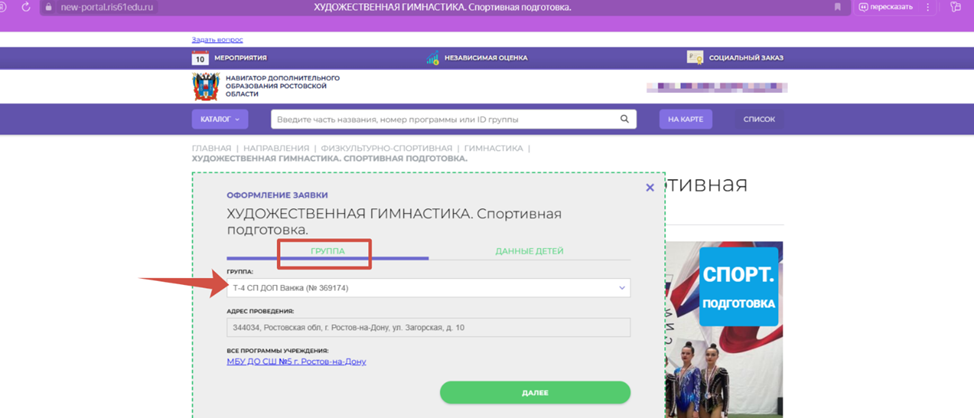 new-portal.ris61edu.ru
ХУДОЖЕСТВЕННАЯ ГИМНАСТИКА. Спортивная подготовка.
пересказать
Задать вопрос
10 МЕРОПРИЯТИЯ
НЕЗАВИСИМАЯ ОЦЕНКА
СОЦИАЛЬНЫЙ ЗАКАЗ
НАВИГАТОР ДОПОЛНИТЕЛЬНОГО
ОБРАЗОВАНИЯ РОСТОВСКОЙ
ОБЛАСТИ
КАТАЛОГ
Введите часть названия, номер программы или ID группы
НА КАРТЕ
СПИСОК
ГЛАВНАЯ | НАПРАВЛЕНИЯ | ФИЗКУЛЬТУРНО-СПОРТИВНАЯ | ГИМНАСТИКА |
ХУДОЖЕСТВЕННАЯ ГИМНАСТИКА. СПОРТИВНАЯ ПОДГОТОВКА.
ртивная
ОФОРМЛЕНИЕ ЗАЯВКИ
ХУДОЖЕСТВЕННАЯ ГИМНАСТИКА. Спортивная
подготовка.
ГРУППА
ДАННЫЕ ДЕТЕЙ
ГРУППА:
Т-4 СП ДОП Важка (№ 369174)
АДРЕС ПРОВЕДЕНИЯ:
344034, Ростовская обл, г. Ростов-на-Дону, ул. Загорская, д. 10
ВСЕ ПРОГРАММЫ УЧРЕЖДЕНИЯ:
МБУ ДО СШ №5 г. Ростов-на-Дону
ДАЛЕЕ
СПОРТ.
ПОДГОТОВКА